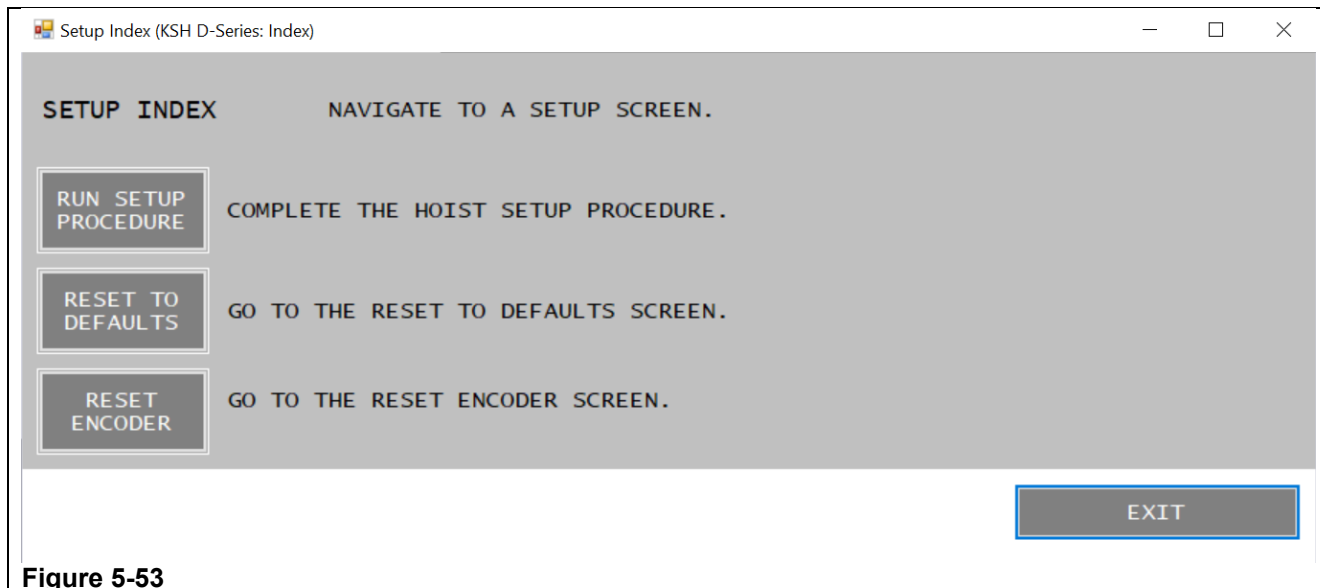 Setup Index (KSH D-Series: Index)
SETUP INDEX NAVIGATE TO A SETUP SCREEN.
RUN SETUP
PROCEDURE
COMPLETE THE HOIST SETUP PROCEDURE.
RESET TO
DEFAULTS
GO TO THE RESET TO DEFAULTS SCREEN.
RESET
ENCODER
GO TO THE RESET ENCODER SCREEN.
EXIT
Figure 5-53